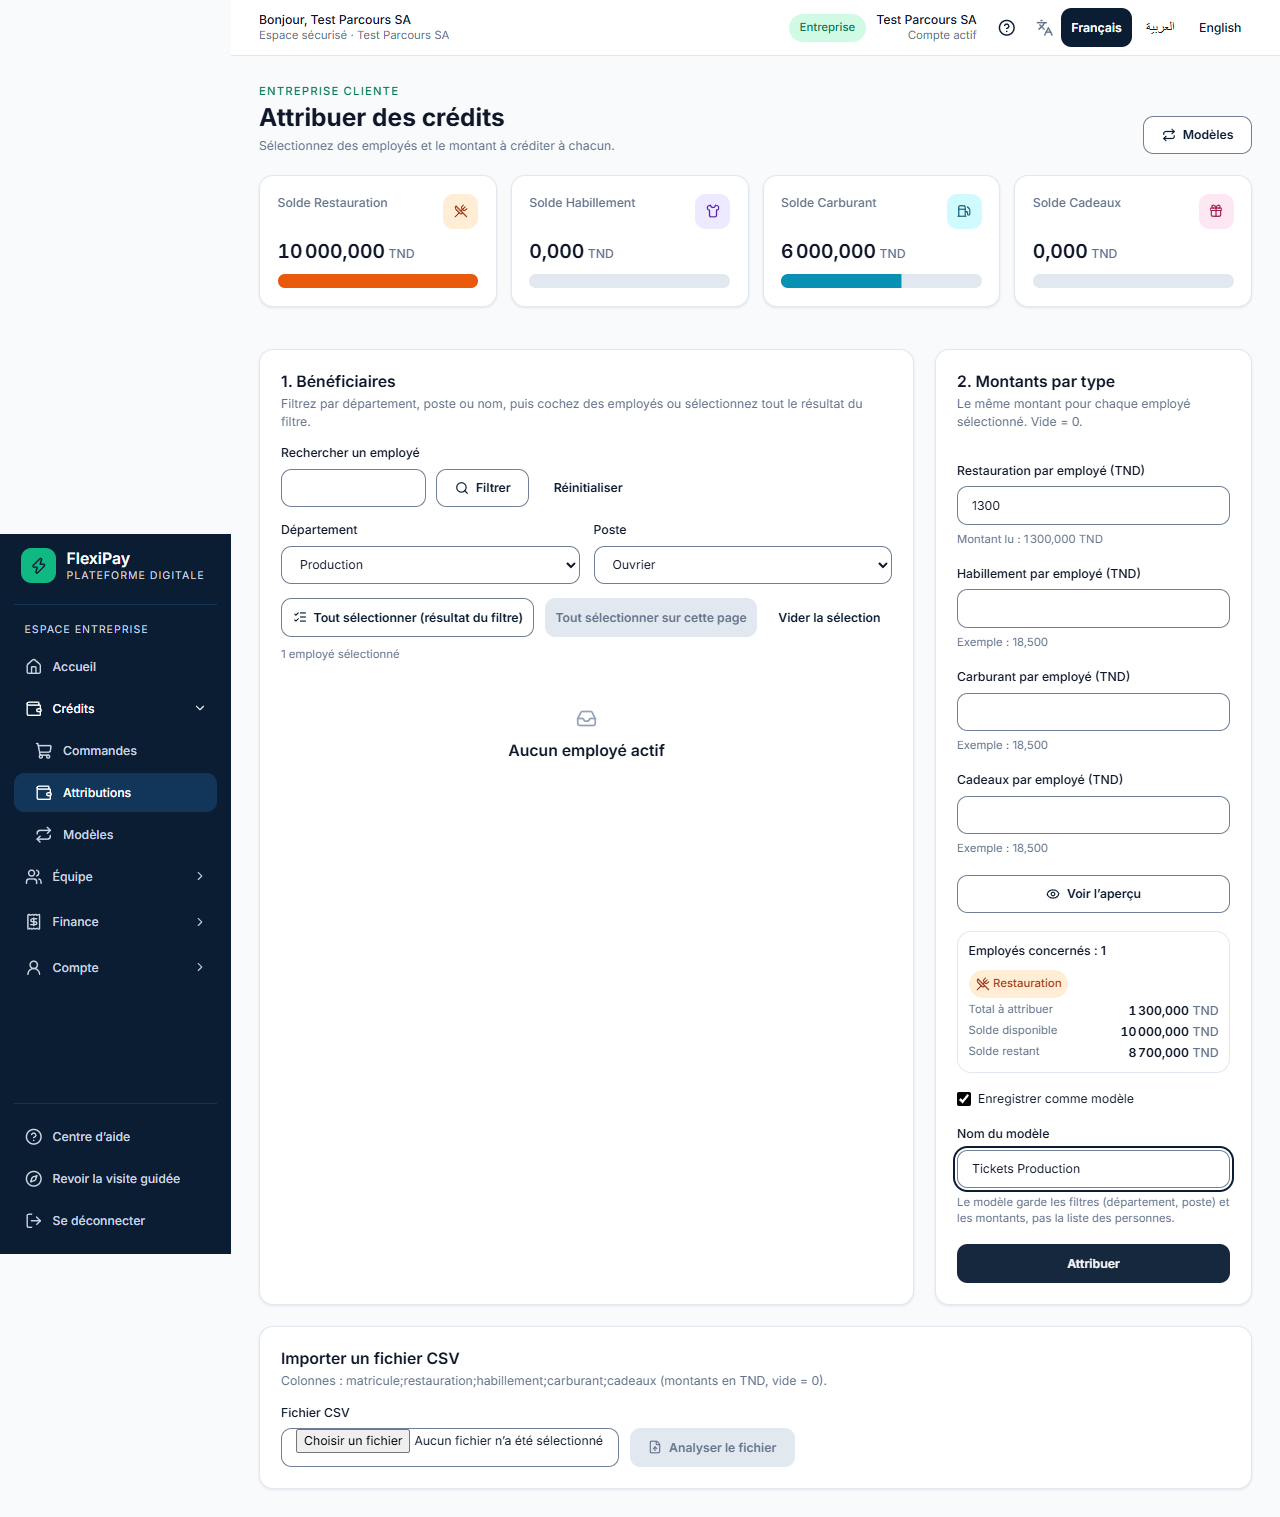 Bonjour, Test Parcours SA
Espace sécurisé · Test Parcours SA
Entreprise
Test Parcours SA
Compte actif
Français
العربية
English
ENTREPRISE CLIENTE
Attribuer des crédits
Sélectionnez des employés et le montant à créditer à chacun.
Modèles
Solde Restauration
10 000,000 TND
Solde Habillement
0,000 TND
Solde Carburant
6 000,000 TND
Solde Cadeaux
0,000 TND
FlexiPay
PLATEFORME DIGITALE
ESPACE ENTREPRISE
Accueil
Crédits
Commandes
Attributions
Modèles
Équipe
Finance
Compte
Centre d’aide
Revoir la visite guidée
Se déconnecter
1. Bénéficiaires
Filtrez par département, poste ou nom, puis cochez des employés ou sélectionnez tout le résultat du
filtre.
Rechercher un employé
Filtrer
Réinitialiser
Département
Poste
Production
Ouvrier
Tout sélectionner (résultat du filtre)
Tout sélectionner sur cette page
Vider la sélection
1 employé sélectionné
Aucun employé actif
2. Montants par type
Le même montant pour chaque employé
sélectionné. Vide = 0.
Restauration par employé (TND)
1300
Montant lu : 1 300,000 TND
Habillement par employé (TND)
Exemple : 18,500
Carburant par employé (TND)
Exemple : 18,500
Cadeaux par employé (TND)
Exemple : 18,500
Voir l’aperçu
Employés concernés : 1
Restauration
Total à attribuer 1 300,000 TND
Solde disponible 10 000,000 TND
Solde restant 8 700,000 TND
Enregistrer comme modèle
Nom du modèle
Tickets Production
Le modèle garde les filtres (département, poste) et
les montants, pas la liste des personnes.
Attribuer
Importer un fichier CSV
Colonnes : matricule;restauration;habillement;carburant;cadeaux (montants en TND, vide = 0).
Fichier CSV
Choisir un fichier Aucun fichier n’a été sélectionné
Analyser le fichier